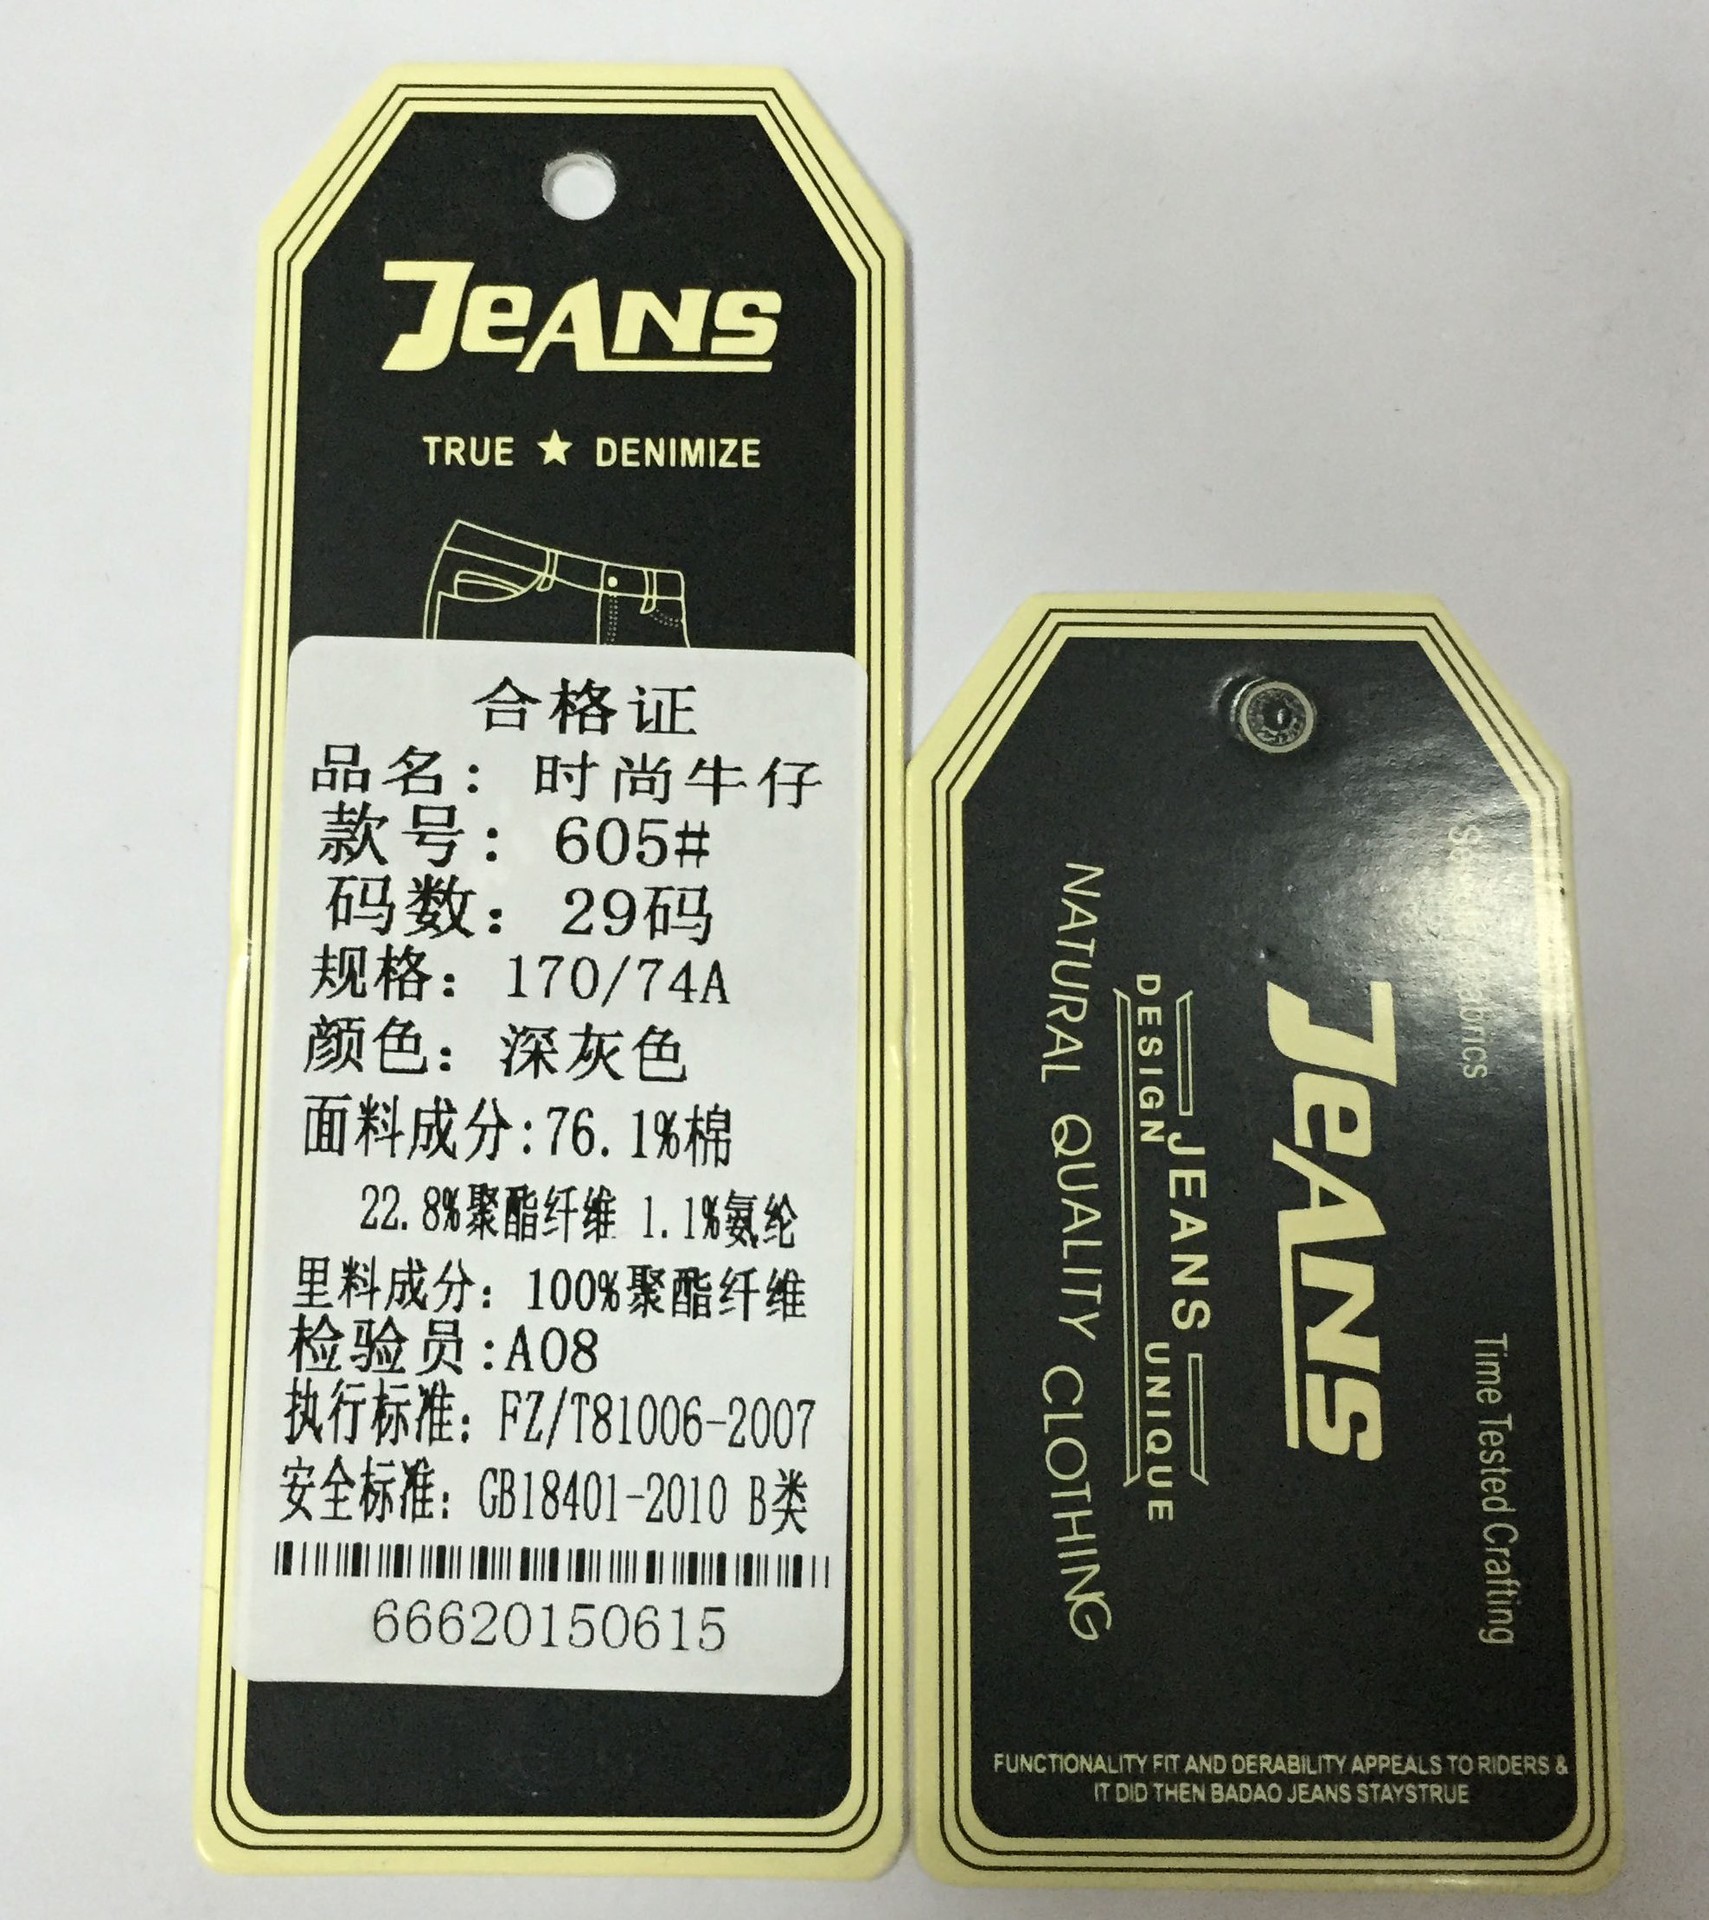 JEANS
TRUE ★ DENIMIZE
合格证
品名：时尚牛仔
款号：605#
码数：29码
规格：170/74A
颜色：深灰色
面料成分:76.1%棉
22.8%聚酯纤维 1.1%氨纶
里料成分：100%聚酯纤维
检验员:A08
执行标准：FZ/T81006-2007
安全标准：GB18401-2010 B类
66620150615
Time Tested Crafting
JEANS
JEANS
DESIGN UNIQUE
NATURAL QUALITY CLOTHING
FUNCTIONALITY FIT AND DERABILITY APPEALS TO RIDERS &
IT DID THEN BADAO JEANS STAYSTRUE